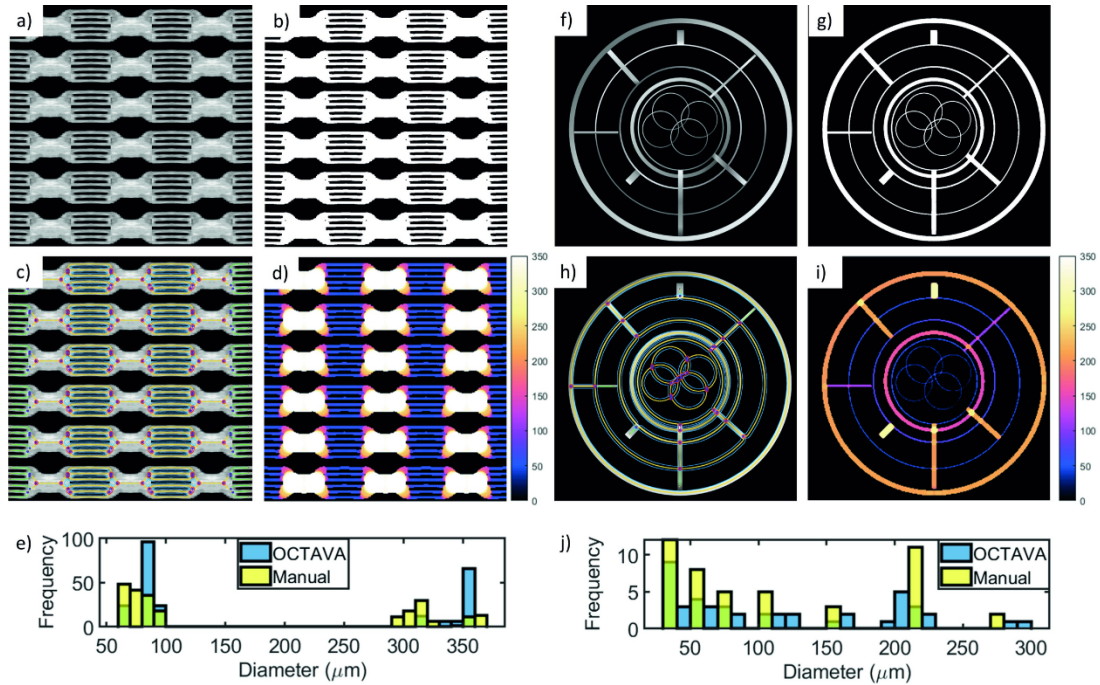 a)
b)
f)
g)
c)
d)
350
300
250
200
150
100
50
0
h)
i)
350
300
250
200
150
100
50
0
e)
100
50
0
Frequency
OCTAVA
Manual
50 100 150 200 250 300 350
Diameter (μm)
j)
10
5
0
Frequency
OCTAVA
Manual
50 100 150 200 250 300
Diameter (μm)